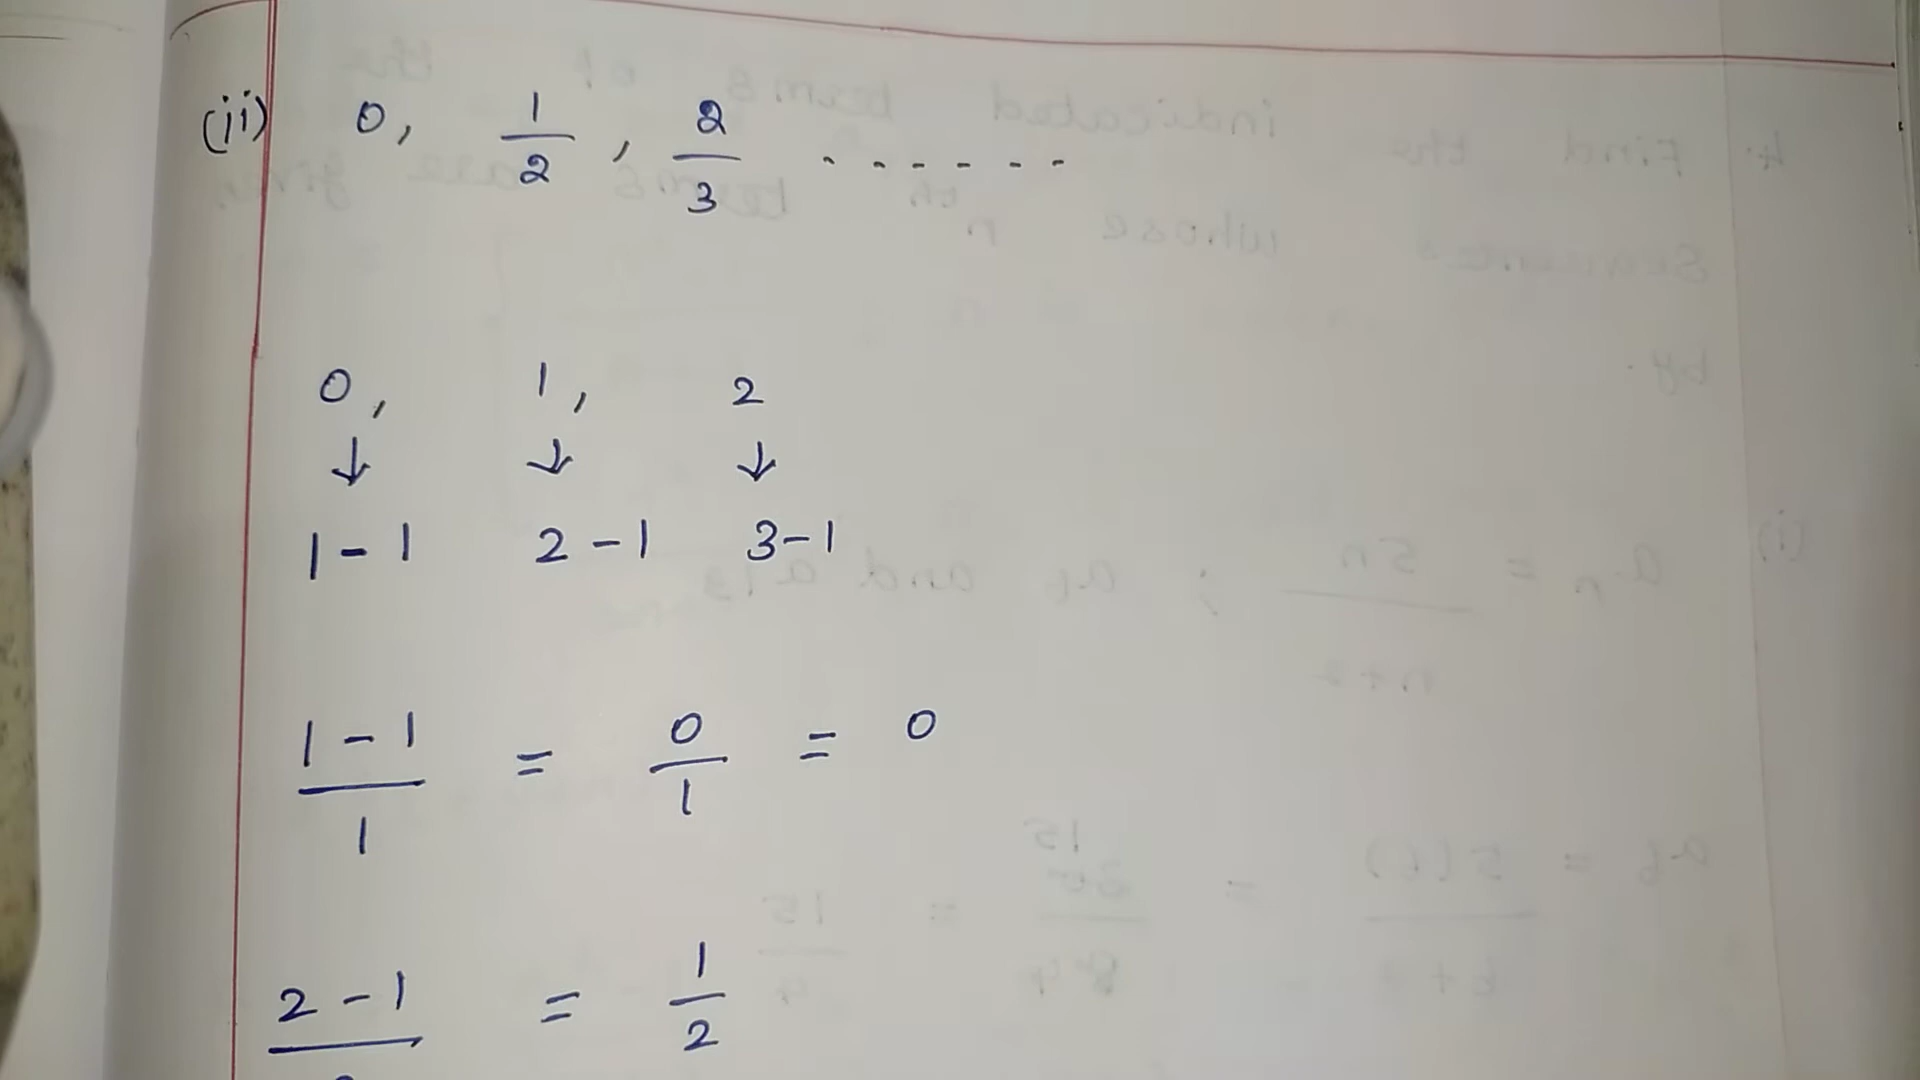 (ii) 0, 1/2, 2/3 .......
0, 1, 2
↓ ↓ ↓
1-1 2-1 3-1
1-1/1 = 0/1 = 0
2-1/ = 1/2